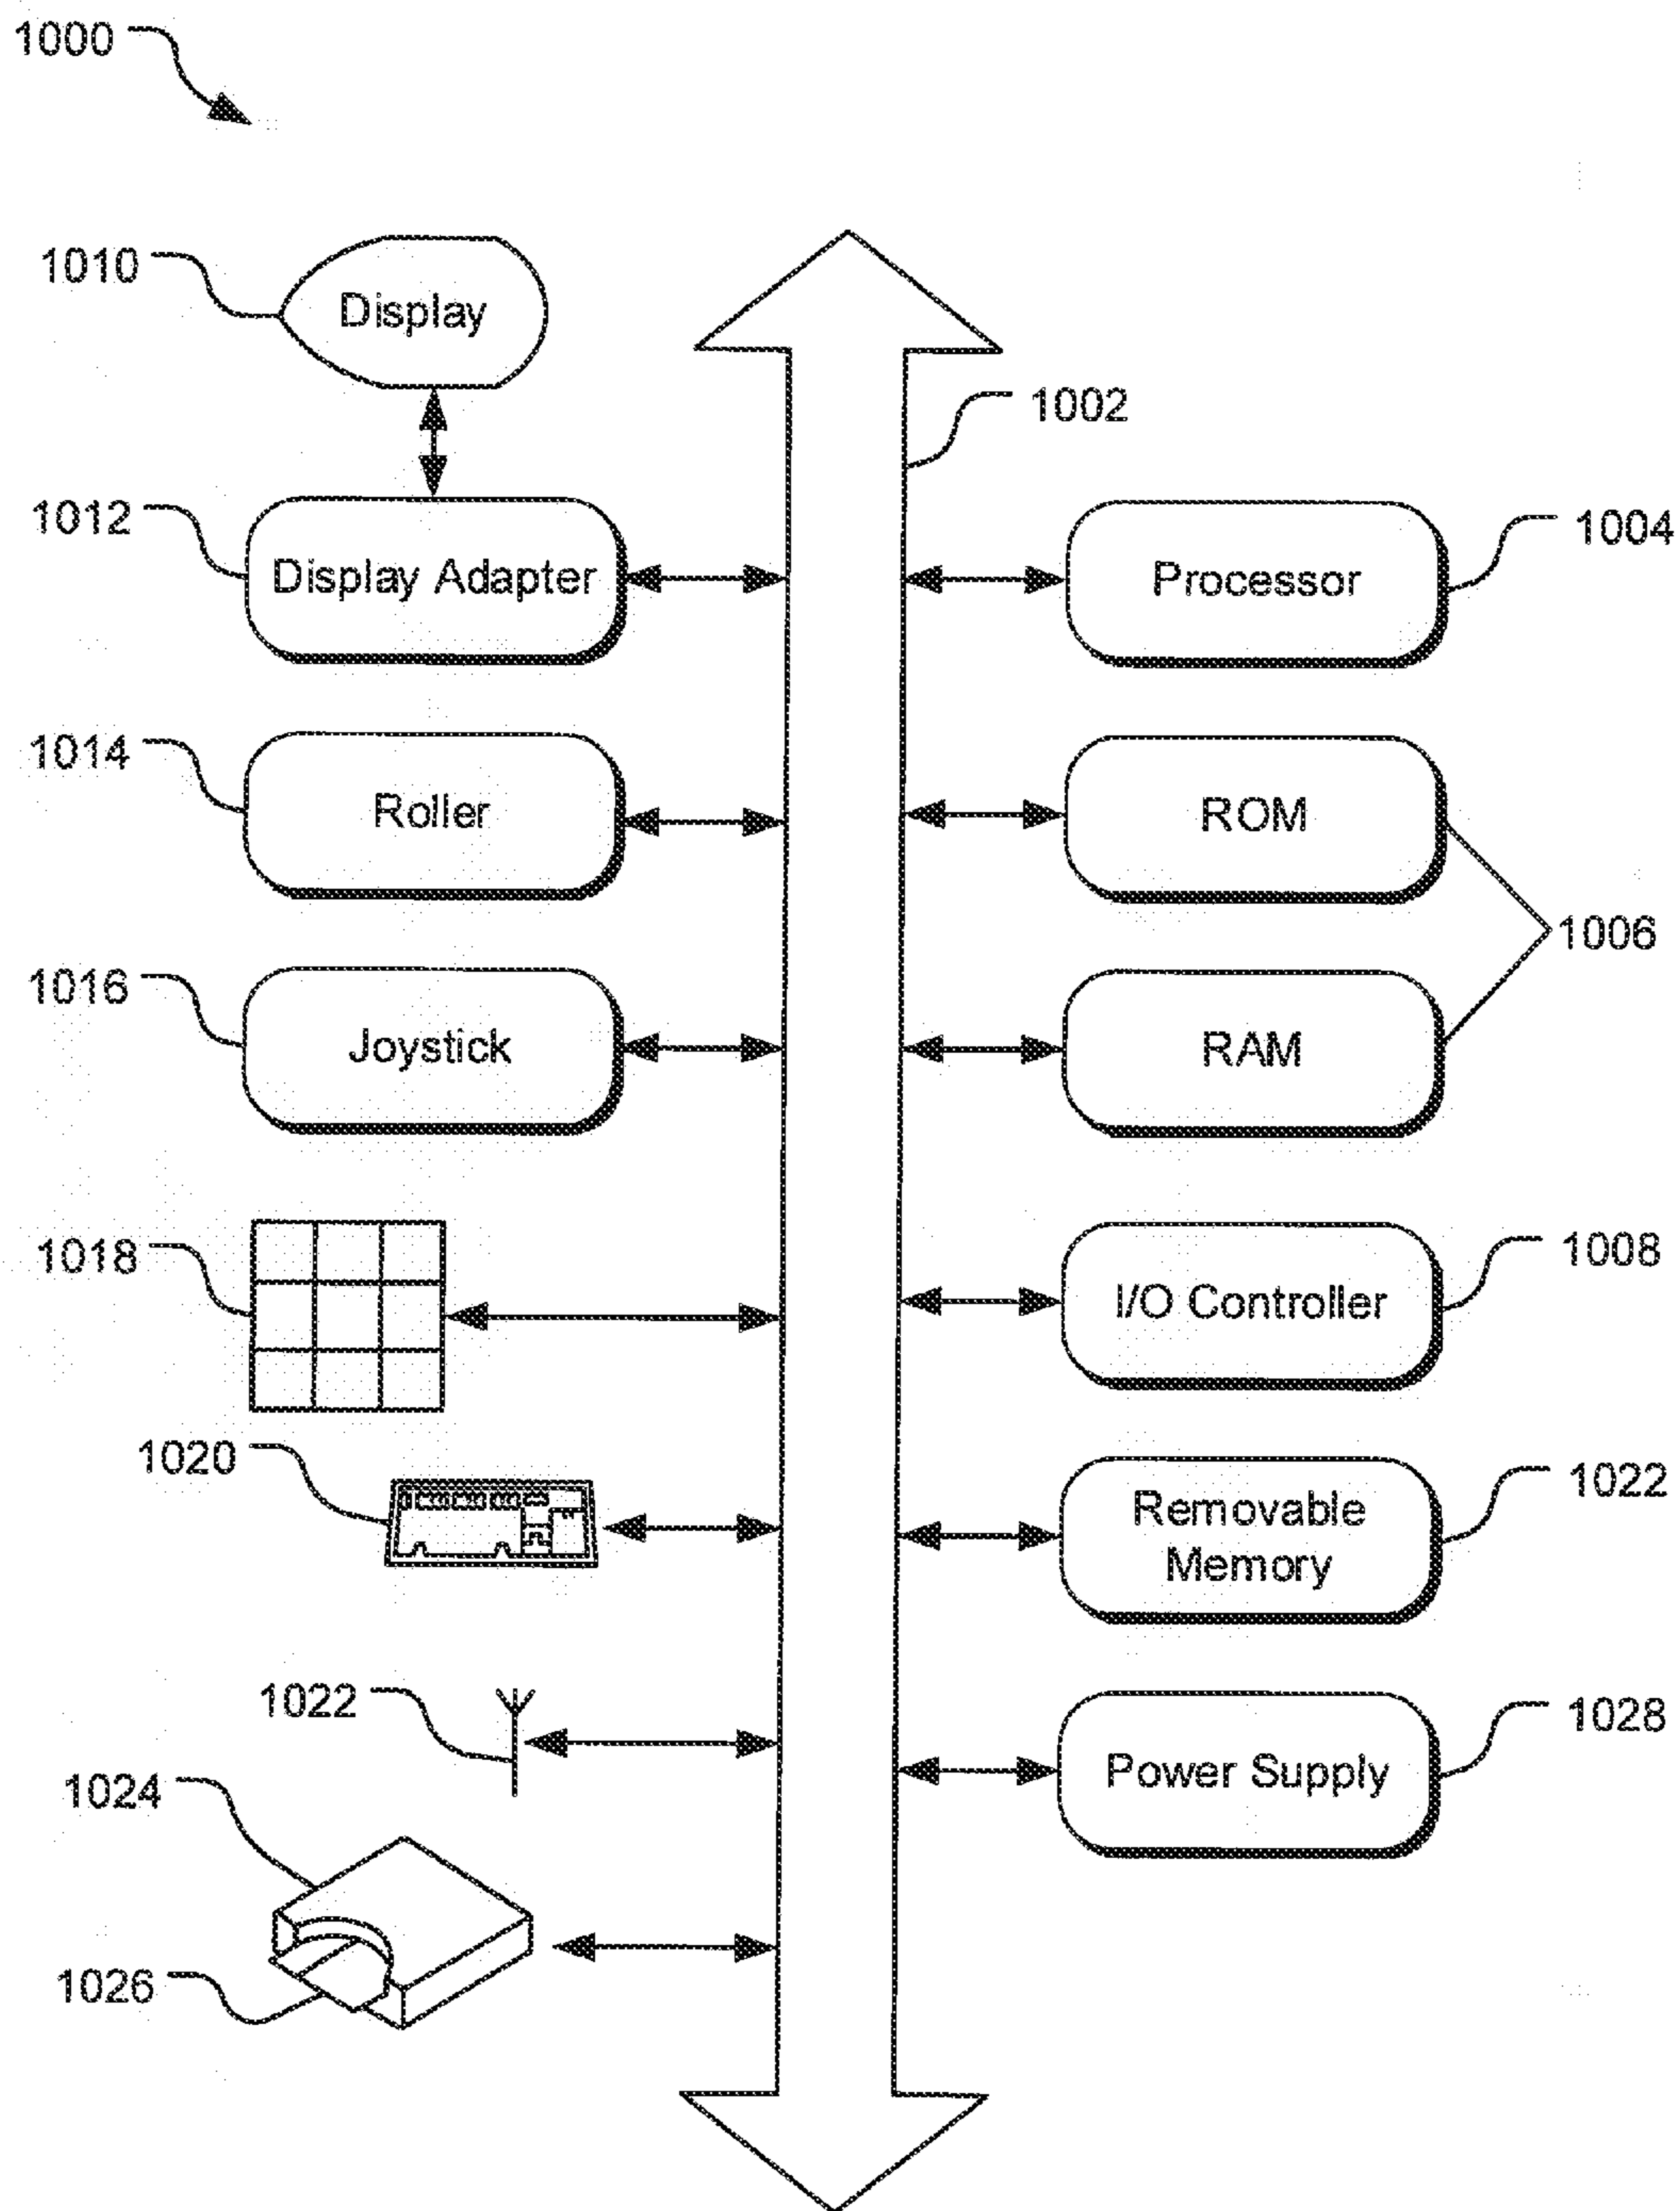 1000
1010
Display
1002
1012
Display Adapter
Processor
1004
1014
Roller
ROM
1006
1016
Joystick
RAM
1018
I/O Controller
1008
1020
Removable
Memory
1022
1022
Power Supply
1028
1024
1026